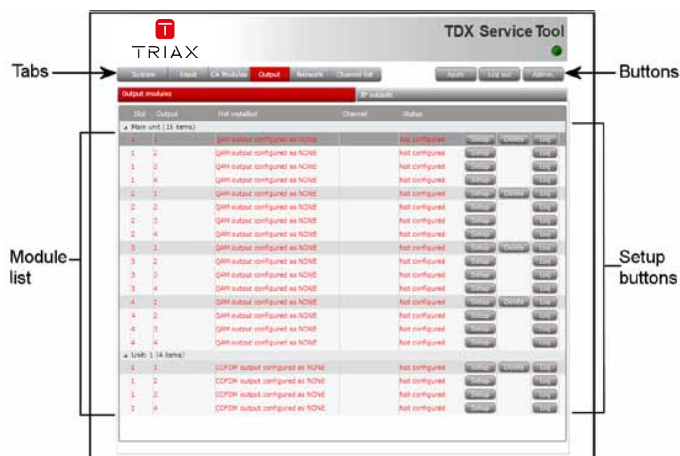 TRIAX
TDX Service Tool
Tabs
System Input CA Modules Output Network Channel list
Apply Log out Admin.
Buttons
Output modules IP outputs
Slot Output FW installed Channel Status
Main unit (16 items)
1 1 QAM output configured as NONE Not configured Setup Delete Log
1 2 QAM output configured as NONE Not configured Setup Log
1 3 QAM output configured as NONE Not configured Setup Log
1 4 QAM output configured as NONE Not configured Setup Log
2 1 QAM output configured as NONE Not configured Setup Delete Log
2 2 QAM output configured as NONE Not configured Setup Log
2 3 QAM output configured as NONE Not configured Setup Log
2 4 QAM output configured as NONE Not configured Setup Log
3 1 QAM output configured as NONE Not configured Setup Delete Log
3 2 QAM output configured as NONE Not configured Setup Log
3 3 QAM output configured as NONE Not configured Setup Log
3 4 QAM output configured as NONE Not configured Setup Log
4 1 QAM output configured as NONE Not configured Setup Delete Log
4 2 QAM output configured as NONE Not configured Setup Log
4 3 QAM output configured as NONE Not configured Setup Log
4 4 QAM output configured as NONE Not configured Setup Log
Unit: 1 (4 items)
1 1 COFDM output configured as NONE Not configured Setup Delete Log
1 2 COFDM output configured as NONE Not configured Setup Log
1 3 COFDM output configured as NONE Not configured Setup Log
1 4 COFDM output configured as NONE Not configured Setup Log
Module
list
Setup
buttons